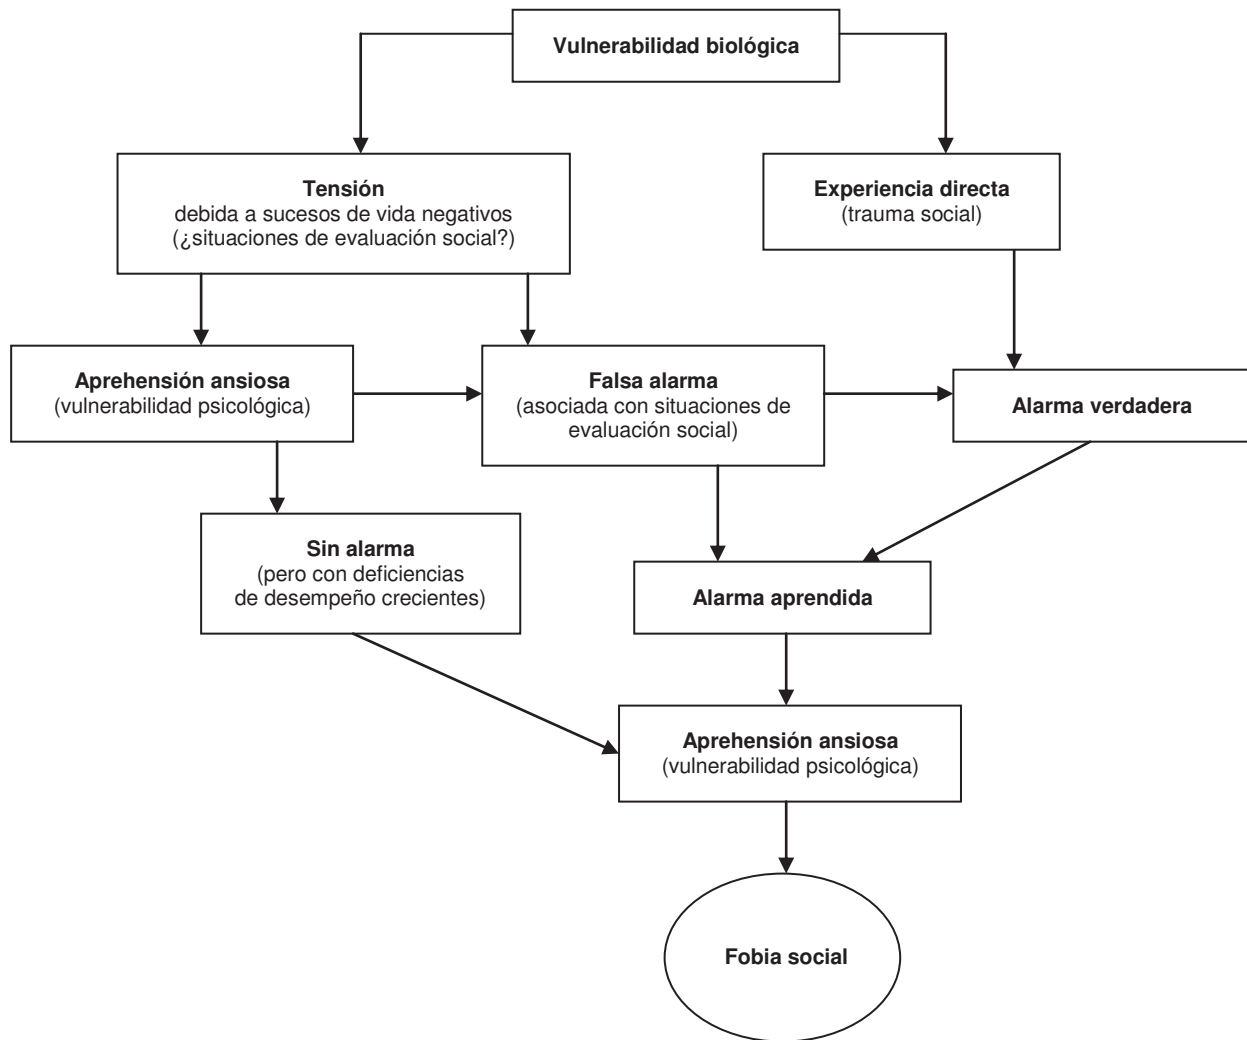 Vulnerabilidad biológica
Tensión
debida a sucesos de vida negativos
(¿situaciones de evaluación social?)
Experiencia directa
(trauma social)
Aprehensión ansiosa
(vulnerabilidad psicológica)
Falsa alarma
(asociada con situaciones de
evaluación social)
Alarma verdadera
Sin alarma
(pero con deficiencias
de desempeño crecientes)
Alarma aprendida
Aprehensión ansiosa
(vulnerabilidad psicológica)
Fobia social